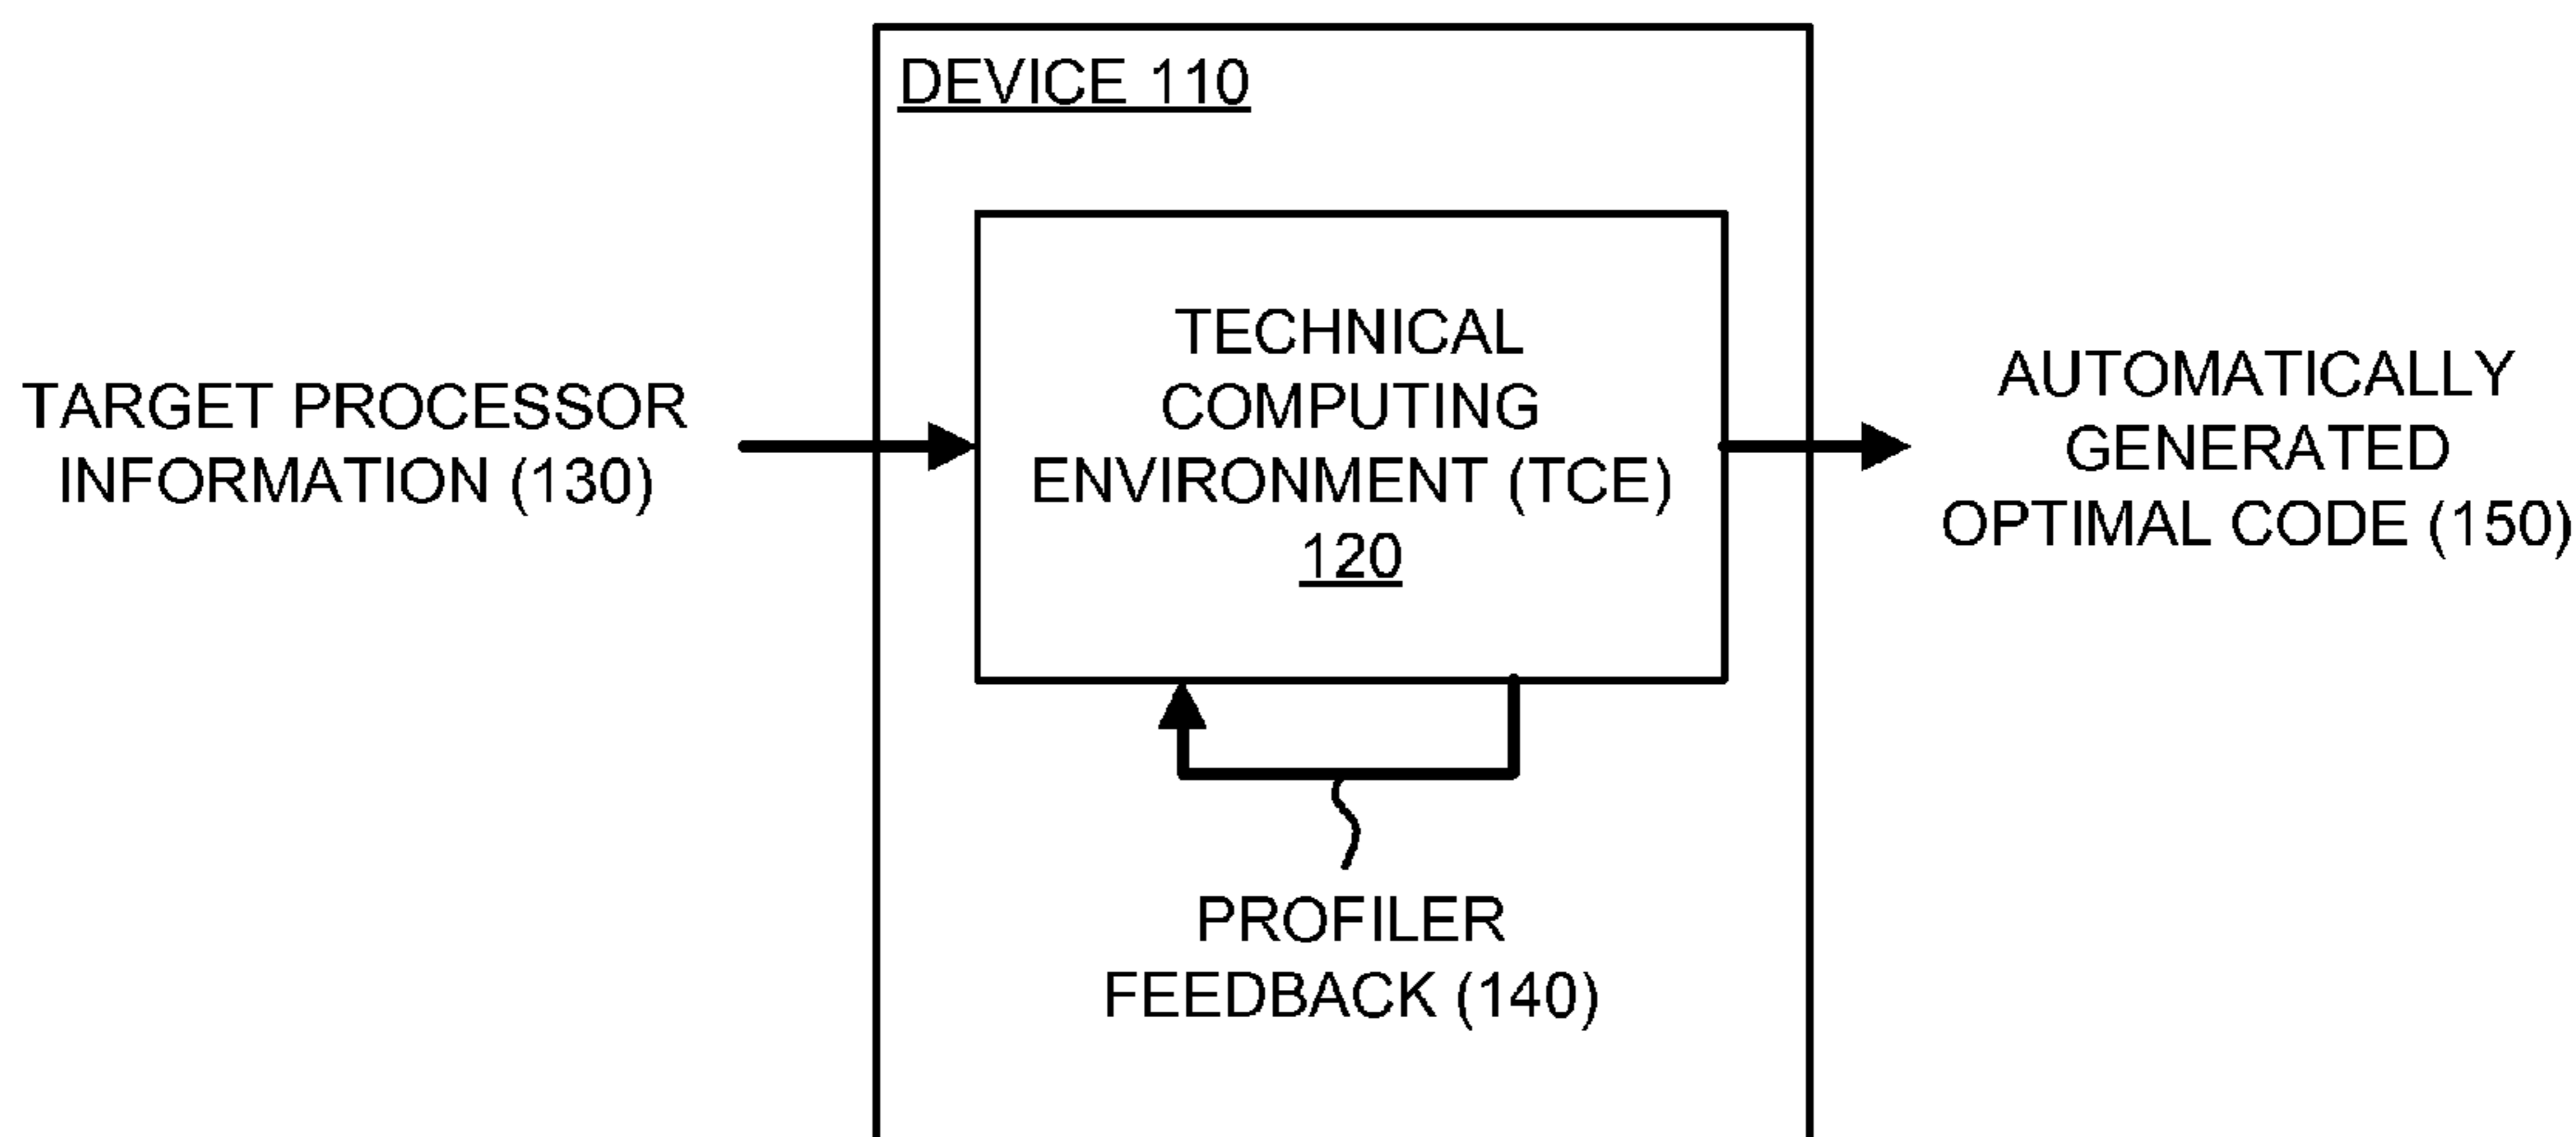 DEVICE 110
TARGET PROCESSOR
INFORMATION (130)
TECHNICAL
COMPUTING
ENVIRONMENT (TCE)
120
AUTOMATICALLY
GENERATED
OPTIMAL CODE (150)
PROFILER
FEEDBACK (140)